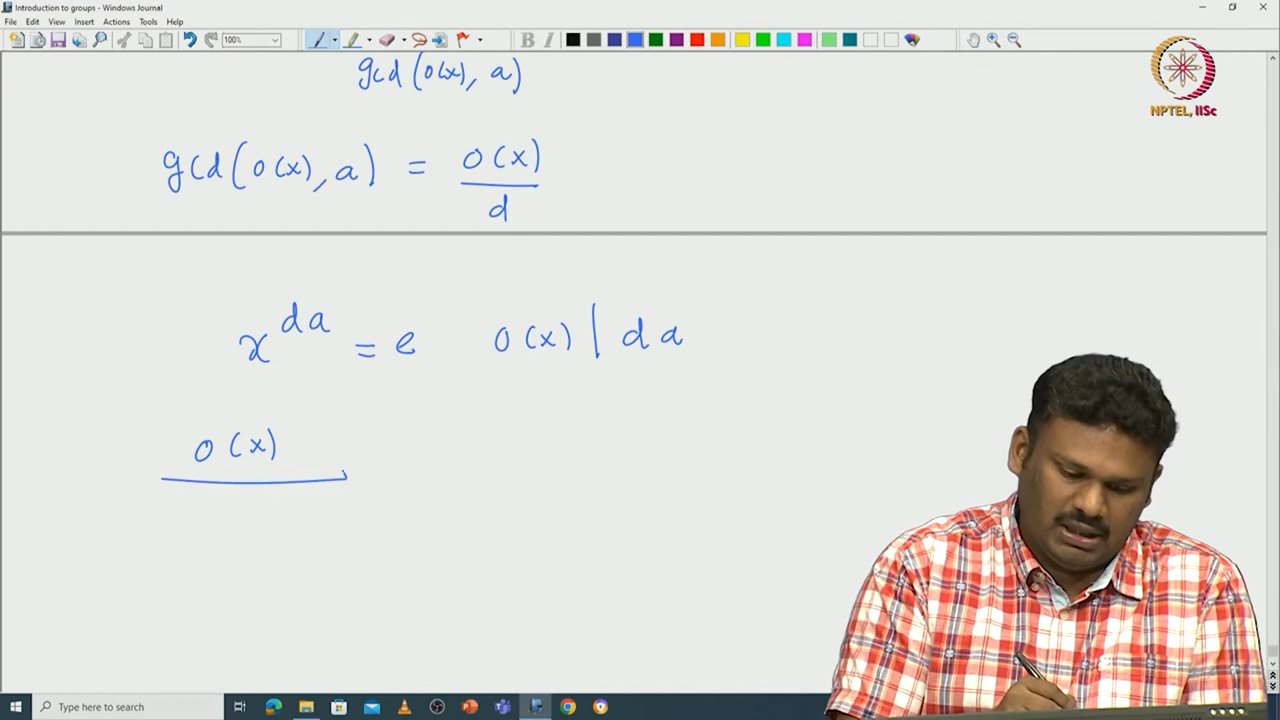 Introduction to groups - Windows Journal
File Edit View Insert Actions Tools Help
100%
B I
NPTEL, IISc
gcd (o(x), a)
gcd (o(x), a) = o(x) / d
x^{da} = e o(x) | da
o(x)
Type here to search